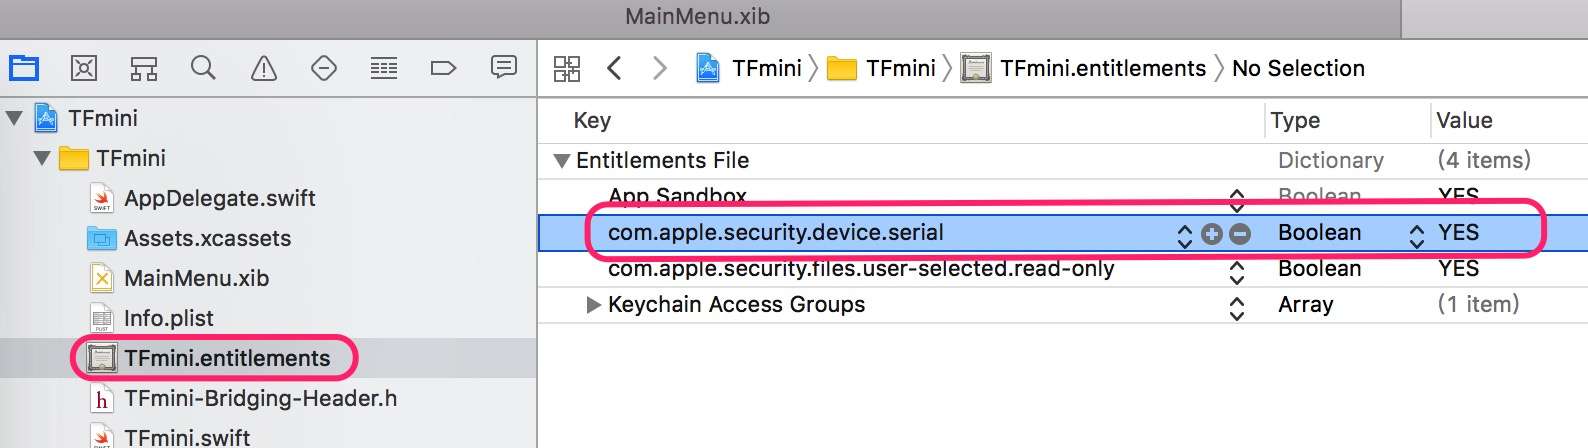 MainMenu.xib
TFmini TFmini TFmini.entitlements No Selection
TFmini
Key Type Value
TFmini
Entitlements File Dictionary (4 items)
AppDelegate.swift
App Sandbox Boolean YES
Assets.xcassets
com.apple.security.device.serial Boolean YES
MainMenu.xib
com.apple.security.files.user-selected.read-only Boolean YES
Info.plist
Keychain Access Groups Array (1 item)
TFmini.entitlements
h TFmini-Bridging-Header.h
TFmini.swift